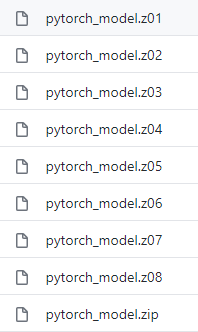 pytorch_model.z01
pytorch_model.z02
pytorch_model.z03
pytorch_model.z04
pytorch_model.z05
pytorch_model.z06
pytorch_model.z07
pytorch_model.z08
pytorch_model.zip